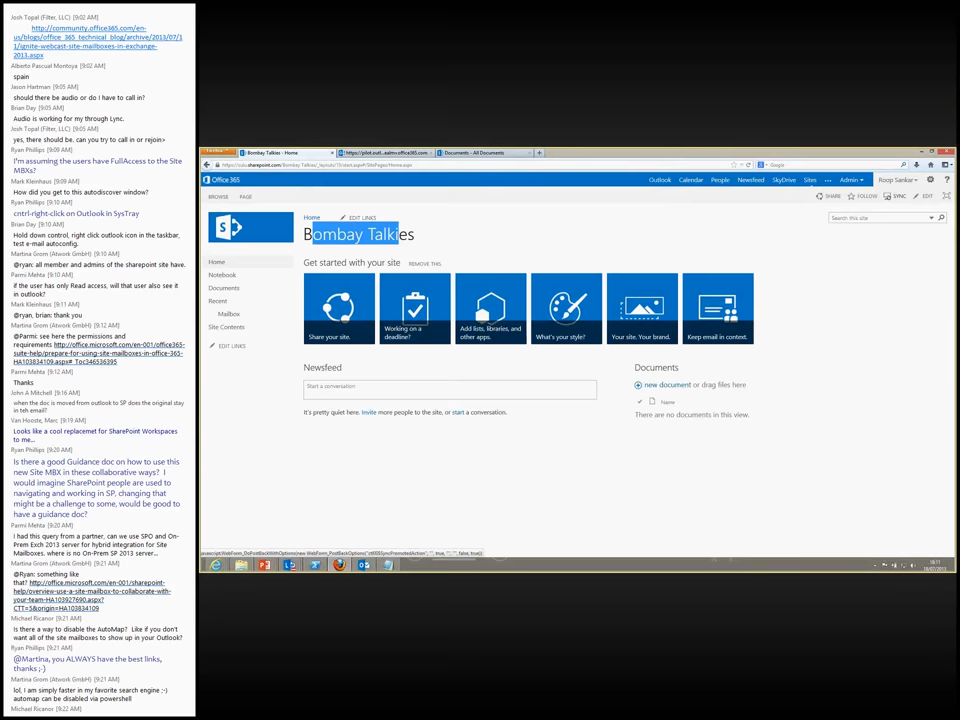 Josh Topal (Filter, LLC) [9:02 AM]
http://community.office365.com/en-
us/blogs/office_365_technical_blog/archive/2013/07/1
1/ignite-webcast-site-mailboxes-in-exchange-
2013.aspx
Alberto Pascual Montoya [9:02 AM]
spain
Jason Hartman [9:05 AM]
should there be audio or do I have to call in?
Brian Day [9:05 AM]
Audio is working for my through Lync.
Josh Topal (Filter, LLC) [9:05 AM]
yes, there should be. can you try to call in or rejoin>
Ryan Phillips [9:09 AM]
I'm assuming the users have FullAccess to the Site
MBXs?
Mark Kleinhaus [9:09 AM]
How did you get to this autodiscover window?
Ryan Phillips [9:10 AM]
cntrl-right-click on Outlook in SysTray
Brian Day [9:10 AM]
Hold down control, right click outlook icon in the taskbar,
test e-mail autoconfig.
Martina Grom (Atwork GmbH) [9:10 AM]
@ryan: all member and admins of the sharepoint site have.
Parmi Mehta [9:10 AM]
if the user has only Read access, will that user also see it
in outlook?
Mark Kleinhaus [9:11 AM]
@ryan, brian: thank you
Martina Grom (Atwork GmbH) [9:12 AM]
@Parmi: see here the permissions and
requirements http://office.microsoft.com/en-001/office365-
suite-help/prepare-for-using-site-mailboxes-in-office-365-
HA103834109.aspx#_Toc346536395
Parmi Mehta [9:12 AM]
Thanks
John A Mitchell [9:16 AM]
when the doc is moved from outlook to SP does the original stay
in teh email?
Van Hooste, Marc [9:19 AM]
Looks like a cool replacemet for SharePoint Workspaces
to me...
Ryan Phillips [9:20 AM]
Is there a good Guidance doc on how to use this
new Site MBX in these collaborative ways? I
would imagine SharePoint people are used to
navigating and working in SP, changing that
might be a challenge to some, would be good to
have a guidance doc?
Parmi Mehta [9:20 AM]
I had this query from a partner, can we use SPO and On-
Prem Exch 2013 server for hybrid integration for Site
Mailboxes. where is no On-Prem SP 2013 server...
Martina Grom (Atwork GmbH) [9:21 AM]
@Ryan: something like
that? http://office.microsoft.com/en-001/sharepoint-
help/overview-use-a-site-mailbox-to-collaborate-with-
your-team-HA103927690.aspx?
CTT=5&origin=HA103834109
Michael Ricanor [9:21 AM]
Is there a way to disable the AutoMap? Like if you don't
want all of the site mailboxes to show up in your Outlook?
Ryan Phillips [9:21 AM]
@Martina, you ALWAYS have the best links,
thanks ;-)
Martina Grom (Atwork GmbH) [9:21 AM]
lol, I am simply faster in my favorite search engine ;-)
automap can be disabled via powershell
Michael Ricanor [9:22 AM]
Bombay Talkies - Home
Documents - All Documents
Google
Office 365
Outlook Calendar People Newsfeed SkyDrive Sites ... Admin Roop Sankar ?
BROWSE PAGE
SHARE FOLLOW SYNC EDIT
S
Home EDIT LINKS
Bombay Talkies
Search this site
Home
Notebook
Documents
Recent
Mailbox
Site Contents
EDIT LINKS
Get started with your site REMOVE THIS
Share your site.
Working on a
deadline?
Add lists, libraries, and
other apps.
What's your style?
Your site. Your brand.
Keep email in context.
Newsfeed
Start a conversation
It's pretty quiet here. Invite more people to the site, or start a conversation.
Documents
new document or drag files here
Name
There are no documents in this view.
18:11
18/07/2013